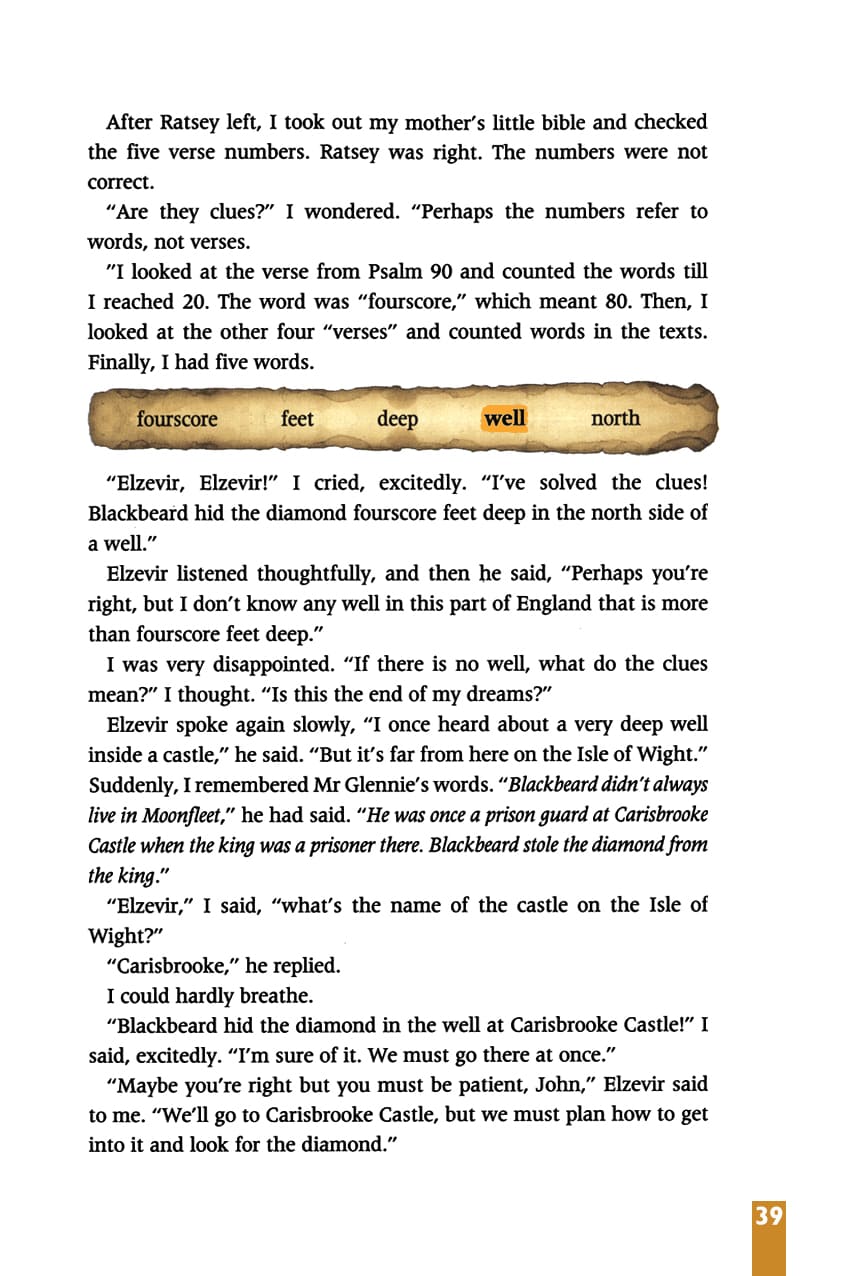 After Ratsey left, I took out my mother's little bible and checked
the five verse numbers. Ratsey was right. The numbers were not
correct.
“Are they clues?” I wondered. “Perhaps the numbers refer to
words, not verses.
”I looked at the verse from Psalm 90 and counted the words till
I reached 20. The word was “fourscore,” which meant 80. Then, I
looked at the other four “verses” and counted words in the texts.
Finally, I had five words.
fourscore feet deep well north
“Elzevir, Elzevir!” I cried, excitedly. “I've solved the clues!
Blackbeard hid the diamond fourscore feet deep in the north side of
a well.”
Elzevir listened thoughtfully, and then he said, “Perhaps you're
right, but I don't know any well in this part of England that is more
than fourscore feet deep.”
I was very disappointed. “If there is no well, what do the clues
mean?” I thought. “Is this the end of my dreams?”
Elzevir spoke again slowly, “I once heard about a very deep well
inside a castle,” he said. “But it's far from here on the Isle of Wight.”
Suddenly, I remembered Mr Glennie's words. “Blackbeard didn't always
live in Moonfleet,” he had said. “He was once a prison guard at Carisbrooke
Castle when the king was a prisoner there. Blackbeard stole the diamond from
the king.”
“Elzevir,” I said, “what's the name of the castle on the Isle of
Wight?”
“Carisbrooke,” he replied.
I could hardly breathe.
“Blackbeard hid the diamond in the well at Carisbrooke Castle!” I
said, excitedly. “I'm sure of it. We must go there at once.”
“Maybe you're right but you must be patient, John,” Elzevir said
to me. “We'll go to Carisbrooke Castle, but we must plan how to get
into it and look for the diamond.”
39